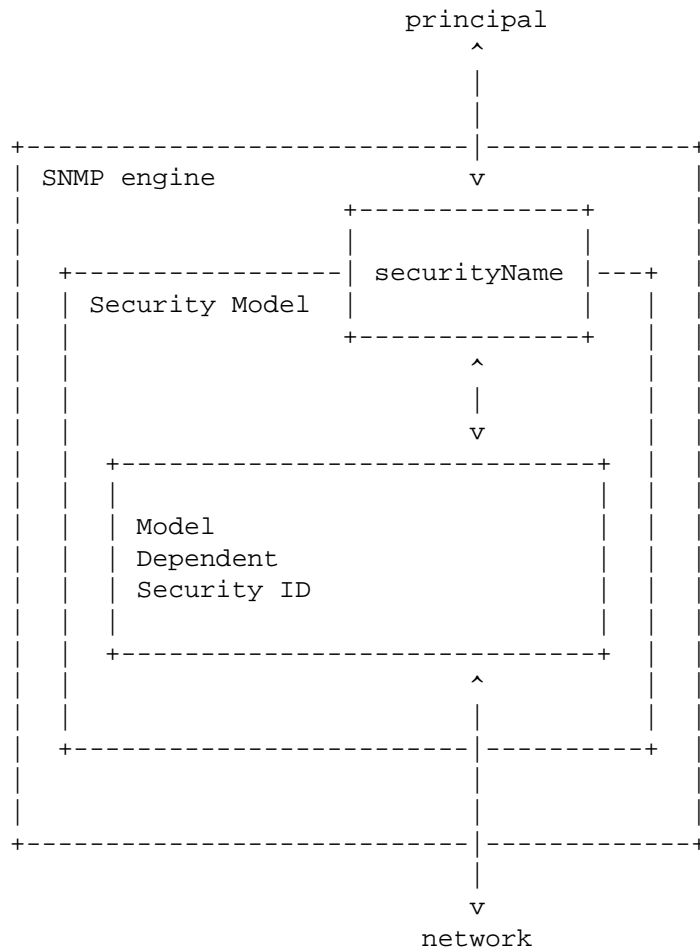 principal
SNMP engine
securityName
Security Model
Model
Dependent
Security ID
network